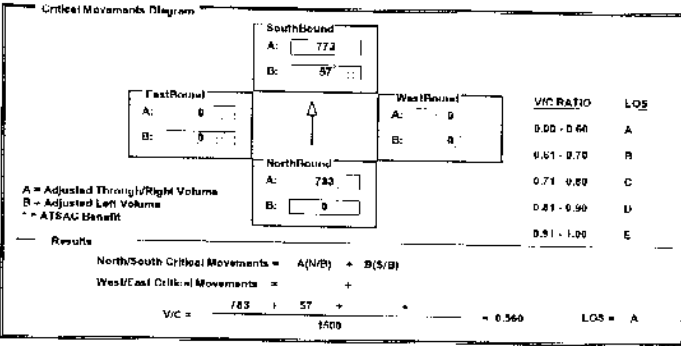 Critical Movements Diagram
SouthBound
A: 772
B: 57
EastBound
A: 0
B: 0
WestBound
A: 0
B: 0
NorthBound
A: 783
B: 0
V/C RATIO LOS
0.00 - 0.60 A
0.61 - 0.70 B
0.71 - 0.80 C
0.81 - 0.90 D
0.91 - 1.00 E
A = Adjusted Through/Right Volume
B = Adjusted Left Volume
* = ATSAC Benefit
Results
North/South Critical Movements = A(N/B) + B(S/B)
West/East Critical Movements = +
V/C = 783 + 57 + + = 0.560 LOS = A
1500